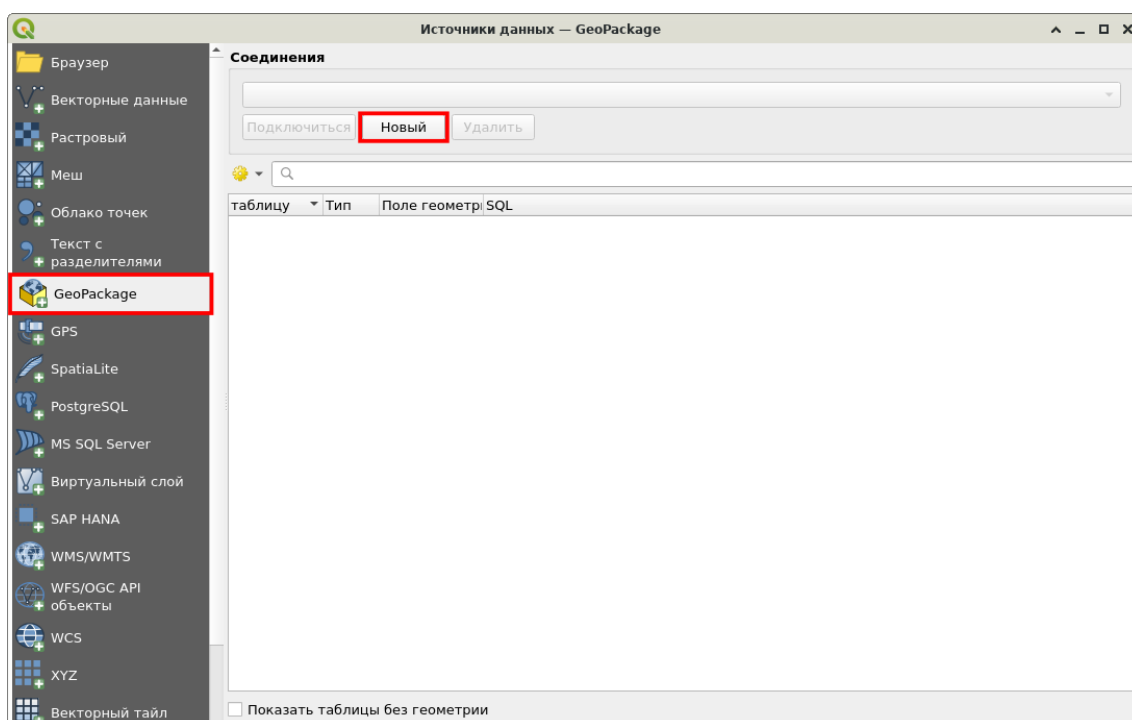 Источники данных — GeoPackage
Браузер
Векторные данные
Растровый
Меш
Облако точек
Текст с
разделителями
GeoPackage
GPS
SpatiaLite
PostgreSQL
MS SQL Server
Виртуальный слой
SAP HANA
WMS/WMTS
WFS/OGC API
объекты
WCS
XYZ
Векторный тайл
Соединения
Подключиться Новый Удалить
таблицу Тип Поле геометрі SQL
Показать таблицы без геометрии